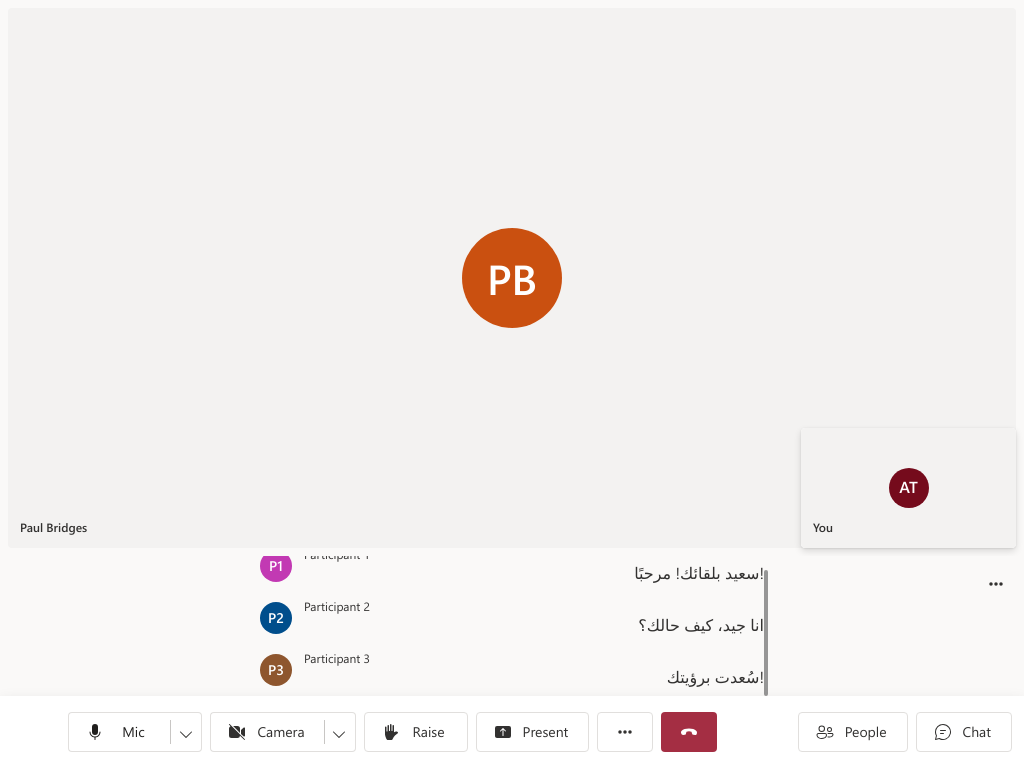 PB
AT
Paul Bridges
You
P1
Participant 1
سعيد بلقائك! مرحبًا!
P2
Participant 2
انا جيد، كيف حالك؟
P3
Participant 3
سُعدت برؤيتك!
Mic
Camera
Raise
Present
People
Chat